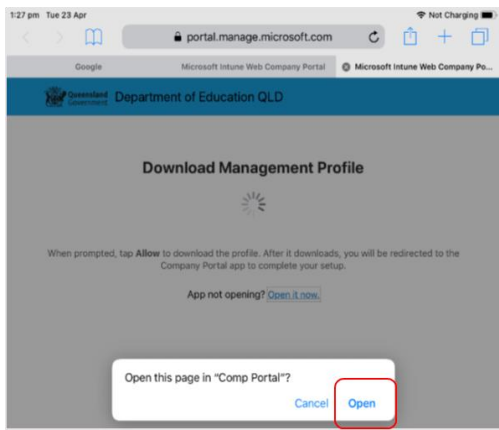 1:27 pm Tue 23 Apr
Not Charging
portal.manage.microsoft.com
Google
Microsoft Intune Web Company Portal
Microsoft Intune Web Company Po...
Queensland
Government
Department of Education QLD
Download Management Profile
When prompted, tap Allow to download the profile. After it downloads, you will be redirected to the
Company Portal app to complete your setup.
App not opening? Open it now.
Open this page in “Comp Portal”?
Cancel Open